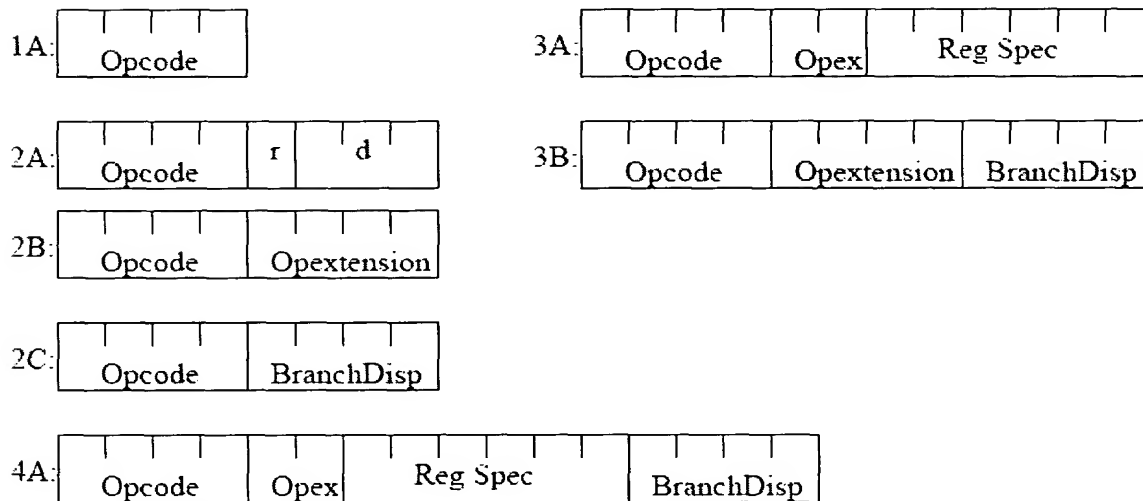 1A: Opcode
3A: Opcode Opex Reg Spec
2A: Opcode r d
3B: Opcode Opextension BranchDisp
2B: Opcode Opextension
2C: Opcode BranchDisp
4A: Opcode Opex Reg Spec BranchDisp